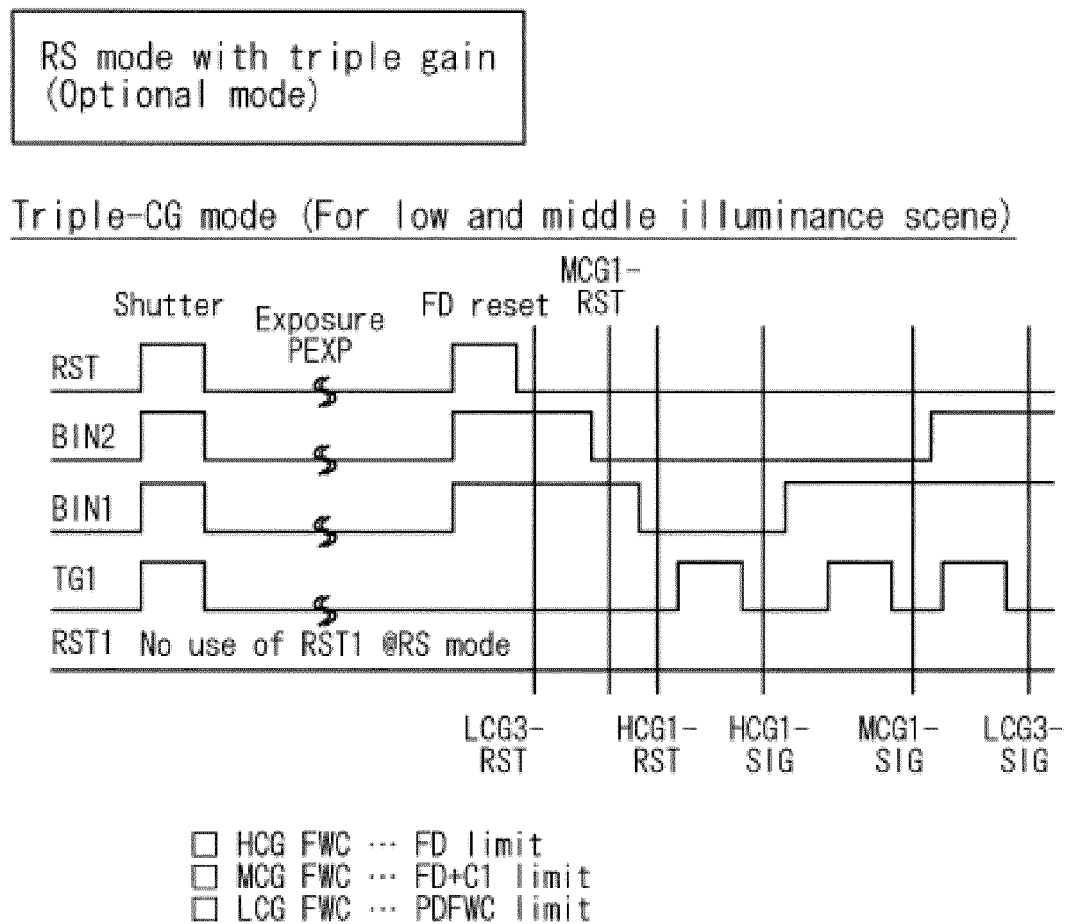 RS mode with triple gain
(Optional mode)
Triple-CG mode (For low and middle illuminance scene)
MCG1-
RST
Shutter
Exposure
PEXP
FD reset
RST
BIN2
BIN1
TG1
RST1 No use of RST1 @RS mode
LCG3-
RST
HCG1-
RST
HCG1-
SIG
MCG1-
SIG
LCG3-
SIG
□ HCG FWC ··· FD limit
□ MCG FWC ··· FD+C1 limit
□ LCG FWC ··· PDFWC limit